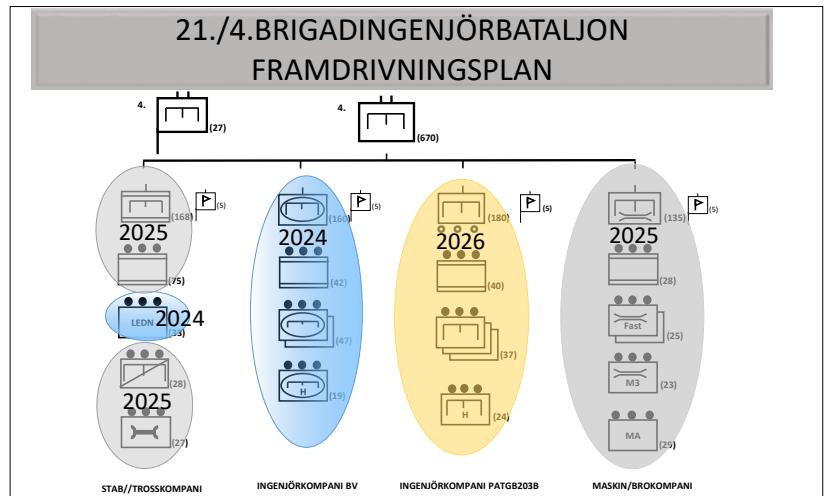 21./4.BRIGADINGENJÖRBATALJON
FRAMDRIVNINGSPLAN
4.
(27)
4.
(670)
(168)
P
(5)
(160)
P
(5)
(180)
P
(5)
(135)
P
(5)
2025
2024
2026
2025
(75)
(42)
(40)
(28)
LEDN
2024
(33)
(47)
(37)
Fast
(25)
(28)
2025
H
(19)
H
(24)
M3
(23)
(27)
MA
(29)
STAB//TROSSKOMPANI
INGENJÖRKOMPANI BV
INGENJÖRKOMPANI PATGB203B
MASKIN/BROKOMPANI